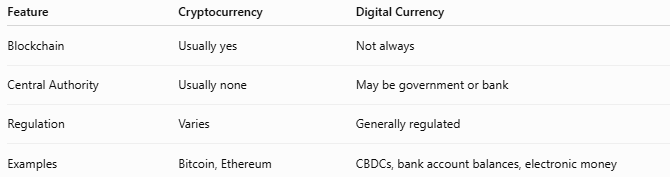 Feature Cryptocurrency Digital Currency
Blockchain Usually yes Not always
Central Authority Usually none May be government or bank
Regulation Varies Generally regulated
Examples Bitcoin, Ethereum CBDCs, bank account balances, electronic money